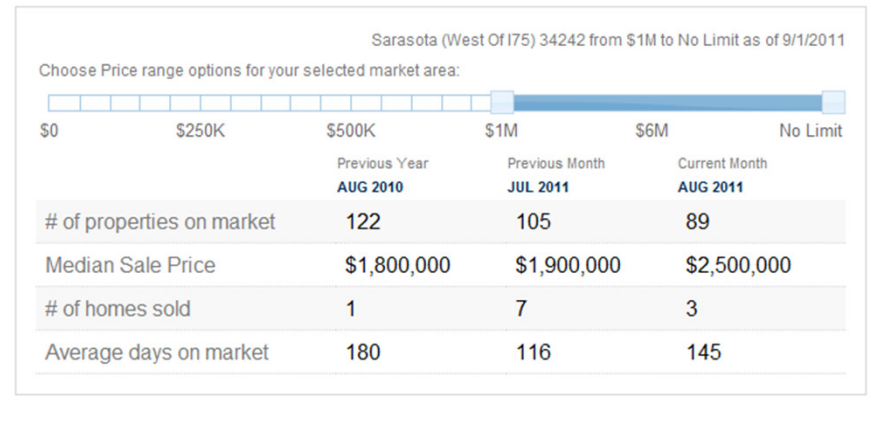 Sarasota (West Of I75) 34242 from $1M to No Limit as of 9/1/2011
Choose Price range options for your selected market area:
$0 $250K $500K $1M $6M No Limit
Previous Year Previous Month Current Month
AUG 2010 JUL 2011 AUG 2011
# of properties on market 122 105 89
Median Sale Price $1,800,000 $1,900,000 $2,500,000
# of homes sold 1 7 3
Average days on market 180 116 145